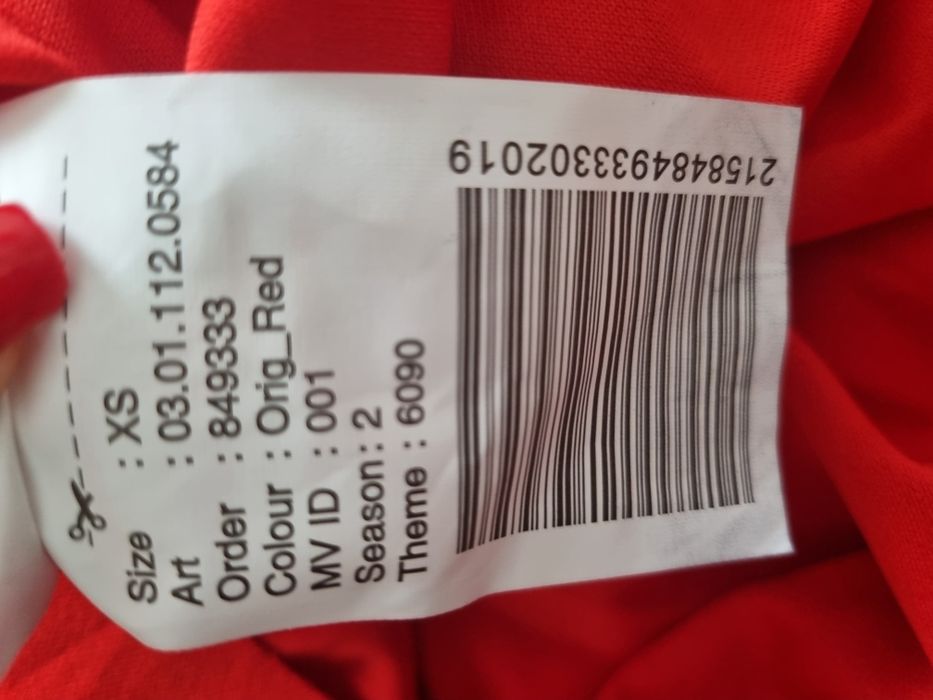 Size : XS
Art : 03.01.112.0584
Order : 849333
Colour : Orig_Red
MV ID : 001
Season : 2
Theme : 6090
2158484933302019